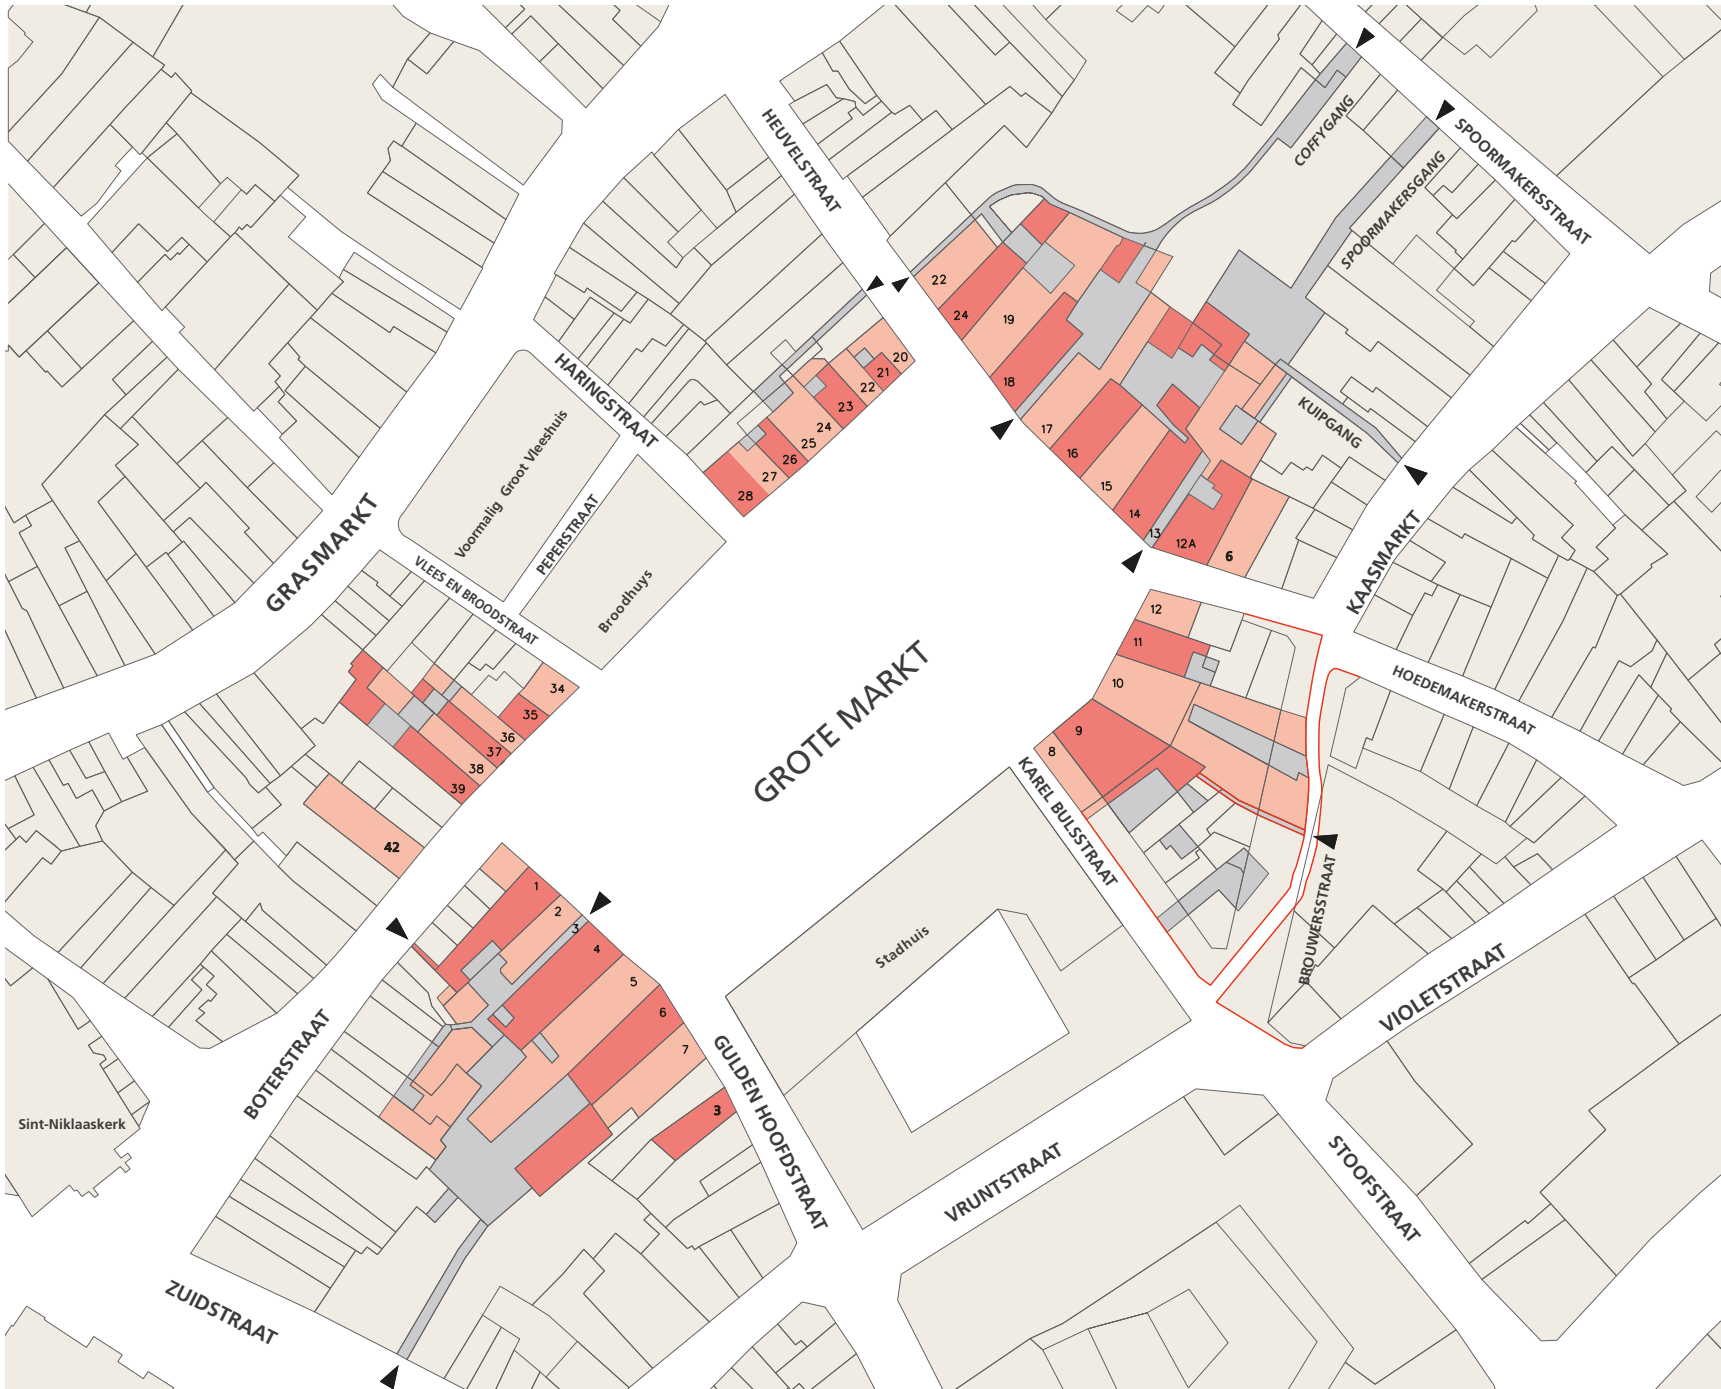 HEUVELSTRAAT
COFFYGANG
SPOORMAKERSSTRAAT
SPOORMAKERSGANG
KUIPGANG
HARINGSTRAAT
Voormalig Groot Vleeshuis
PEPERSTRAAT
VLEES EN BROODSTRAAT
Broodhuys
GRASMARKT
KAASMARKT
HOEDEMAKERSTRAAT
GROTE MARKT
KAREL BULSSTRAAT
BROUWERSSTRAAT
VIOLETSTRAAT
Stadhuis
GULDEN HOOFDSTRAAT
BOTERSTRAAT
Sint-Niklaaskerk
VRUNTSTRAAT
STOOFSTRAAT
ZUIDSTRAAT
22
24
19
18
17
16
15
14
13
12A
6
20
21
22
23
24
25
26
27
28
12
11
10
9
8
34
35
36
37
38
39
42
1
2
3
4
5
6
7
3